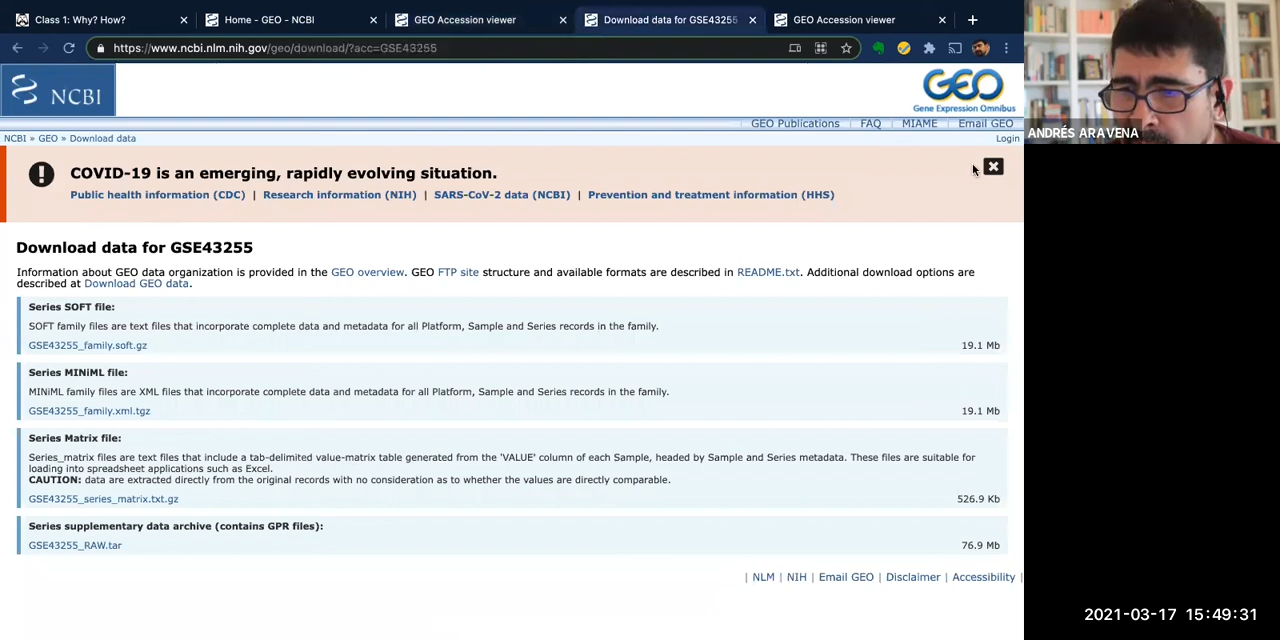 Class 1: Why? How?
Home - GEO - NCBI
GEO Accession viewer
Download data for GSE43255
GEO Accession viewer
https://www.ncbi.nlm.nih.gov/geo/download/?acc=GSE43255
NCBI
GEO
Gene Expression Omnibus
GEO Publications | FAQ | MIAME | Email GEO
NCBI » GEO » Download data
Login
COVID-19 is an emerging, rapidly evolving situation.
Public health information (CDC) | Research information (NIH) | SARS-CoV-2 data (NCBI) | Prevention and treatment information (HHS)
Download data for GSE43255
Information about GEO data organization is provided in the GEO overview. GEO FTP site structure and available formats are described in README.txt. Additional download options are
described at Download GEO data.
Series SOFT file:
SOFT family files are text files that incorporate complete data and metadata for all Platform, Sample and Series records in the family.
GSE43255_family.soft.gz 19.1 Mb
Series MINiML file:
MINiML family files are XML files that incorporate complete data and metadata for all Platform, Sample and Series records in the family.
GSE43255_family.xml.tgz 19.1 Mb
Series Matrix file:
Series_matrix files are text files that include a tab-delimited value-matrix table generated from the 'VALUE' column of each Sample, headed by Sample and Series metadata. These files are suitable for
loading into spreadsheet applications such as Excel.
CAUTION: data are extracted directly from the original records with no consideration as to whether the values are directly comparable.
GSE43255_series_matrix.txt.gz 526.9 Kb
Series supplementary data archive (contains GPR files):
GSE43255_RAW.tar 76.9 Mb
| NLM | NIH | Email GEO | Disclaimer | Accessibility |
ANDRÉS ARAVENA
2021-03-17 15:49:31